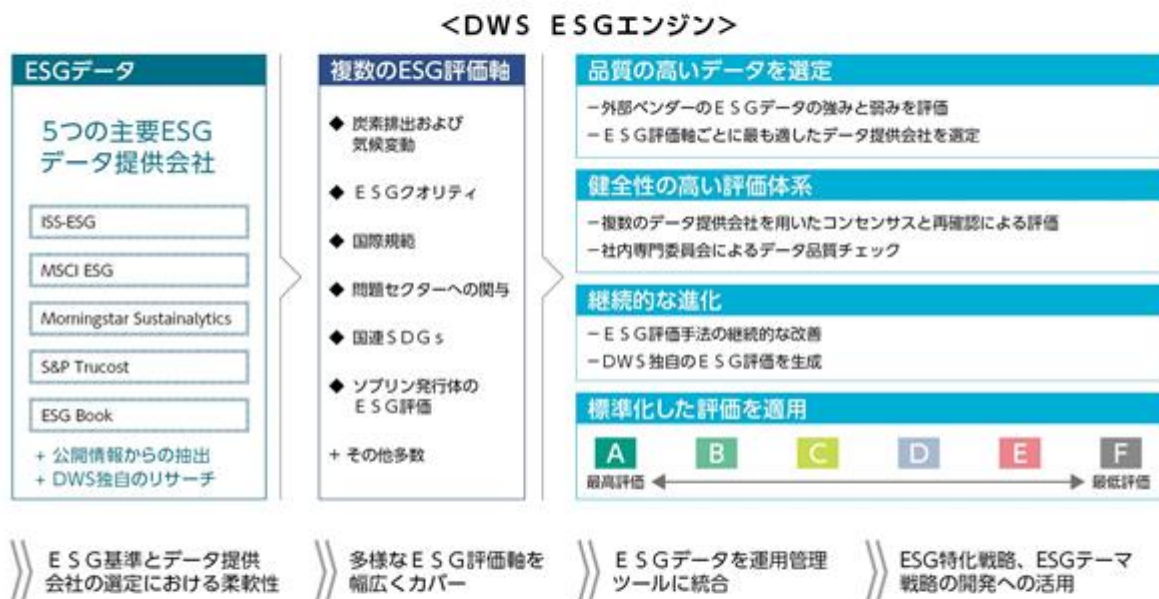 <DWS ESGエンジン>
ESGデータ
5つの主要ESG
データ提供会社
ISS-ESG
MSCI ESG
Morningstar Sustainalytics
S&P Trucost
ESG Book
+ 公開情報からの抽出
+ DWS独自のリサーチ
複数のESG評価軸
◆ 炭素排出および
気候変動
◆ ESGクオリティ
◆ 国際規範
◆ 問題セクターへの関与
◆ 国連SDGs
◆ ソブリン発行体の
ESG評価
+ その他多数
品質の高いデータを選定
－外部ベンダーのESGデータの強みと弱みを評価
－ESG評価軸ごとに最も適したデータ提供会社を選定
健全性の高い評価体系
－複数のデータ提供会社を用いたコンセンサスと再確認による評価
－社内専門委員会によるデータ品質チェック
継続的な進化
－ESG評価手法の継続的な改善
－DWS独自のESG評価を生成
標準化した評価を適用
A B C D E F
最高評価 最低評価
ESG基準とデータ提供
会社の選定における柔軟性
多様なESG評価軸を
幅広くカバー
ESGデータを運用管理
ツールに統合
ESG特化戦略、ESGテーマ
戦略の開発への活用